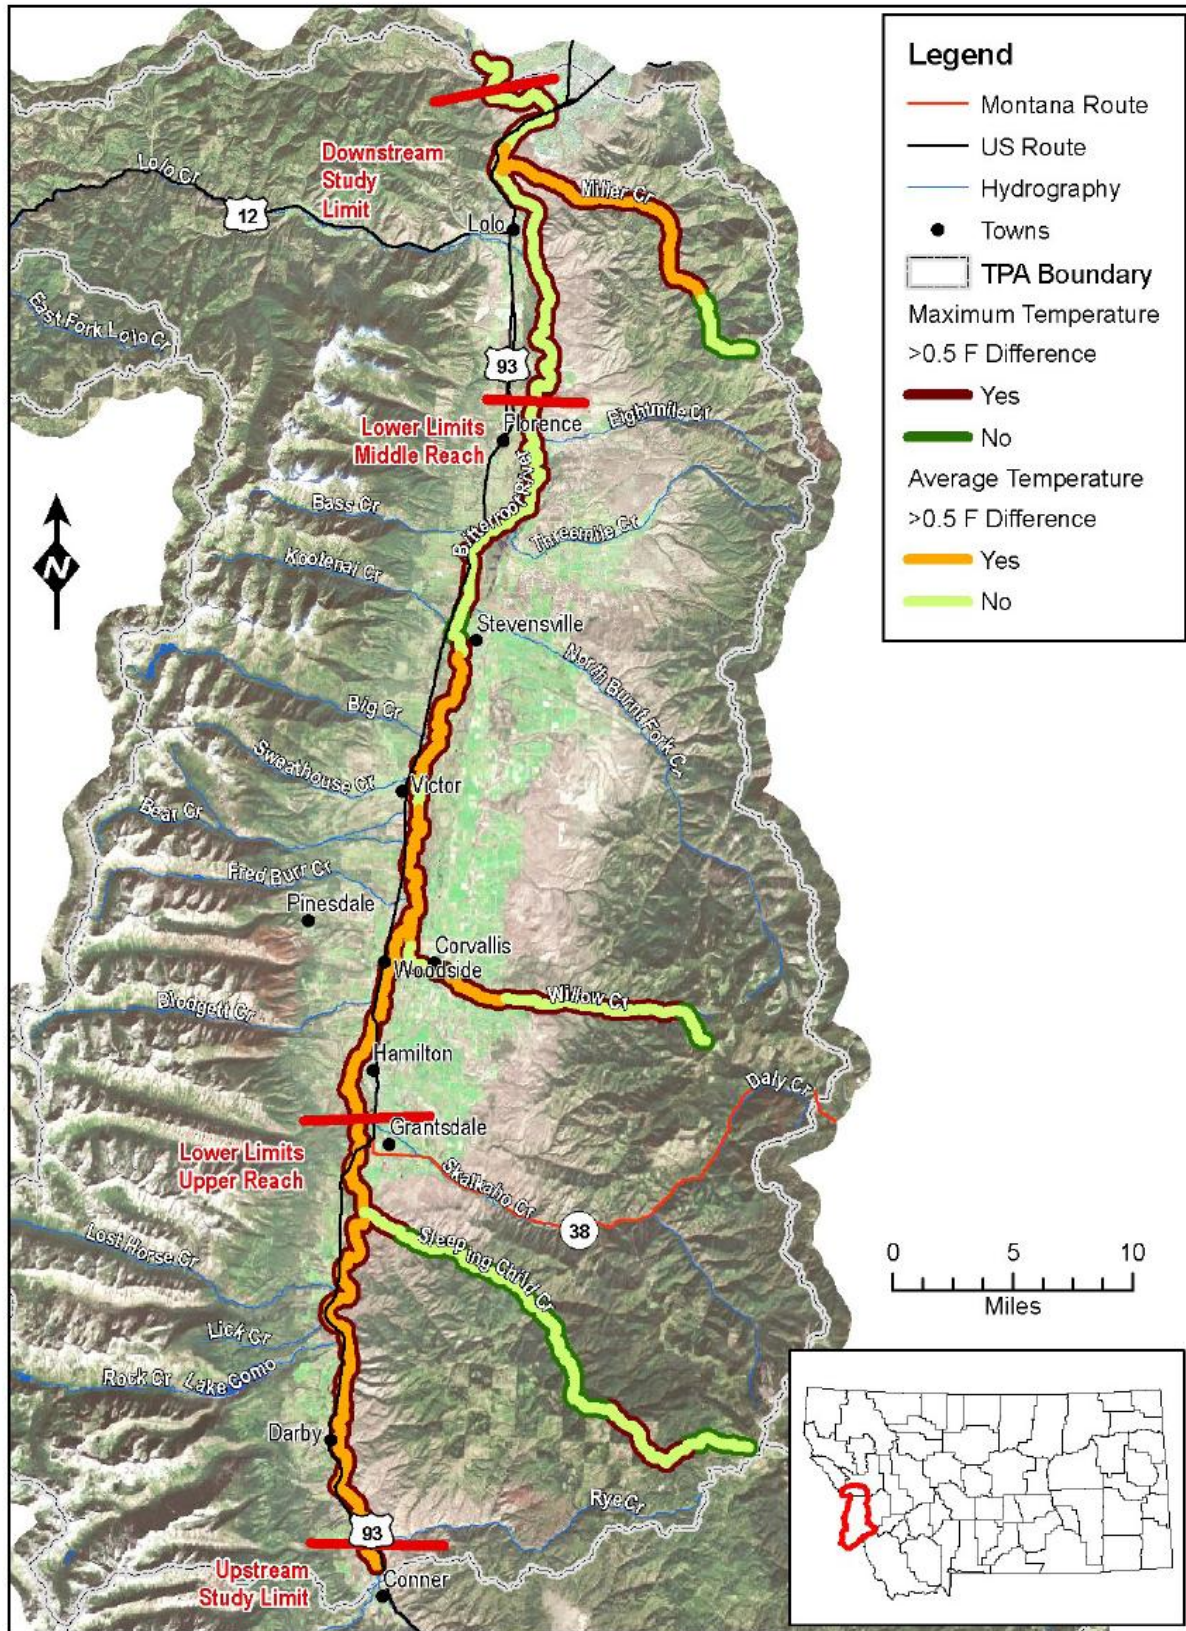 Legend
Montana Route
US Route
Hydrography
Towns
TPA Boundary
Maximum Temperature
>0.5 F Difference
Yes
No
Average Temperature
>0.5 F Difference
Yes
No
Downstream
Study
Limit
Lolo Cr
12
Lolo
Miller Cr
East Fork Lolo Cr
93
Florence
Eightmile Cr
Lower Limits
Middle Reach
Bass Cr
Bitterroot River
Threemile Cr
Kootenai Cr
Stevensville
North Burnt Fork Cr
Big Cr
Sweathouse Cr
Victor
Bear Cr
Fred Burr Cr
Pinesdale
Corvallis
Woodside
Willow Cr
Blodgett Cr
Hamilton
Daly Cr
Grantsdale
Lower Limits
Upper Reach
Skalkaho Cr
38
Sleeping Child Cr
Lost Horse Cr
Lick Cr
Rock Cr
Lake Como
Darby
Rye Cr
93
Upstream
Study Limit
Conner
N
0 5 10
Miles